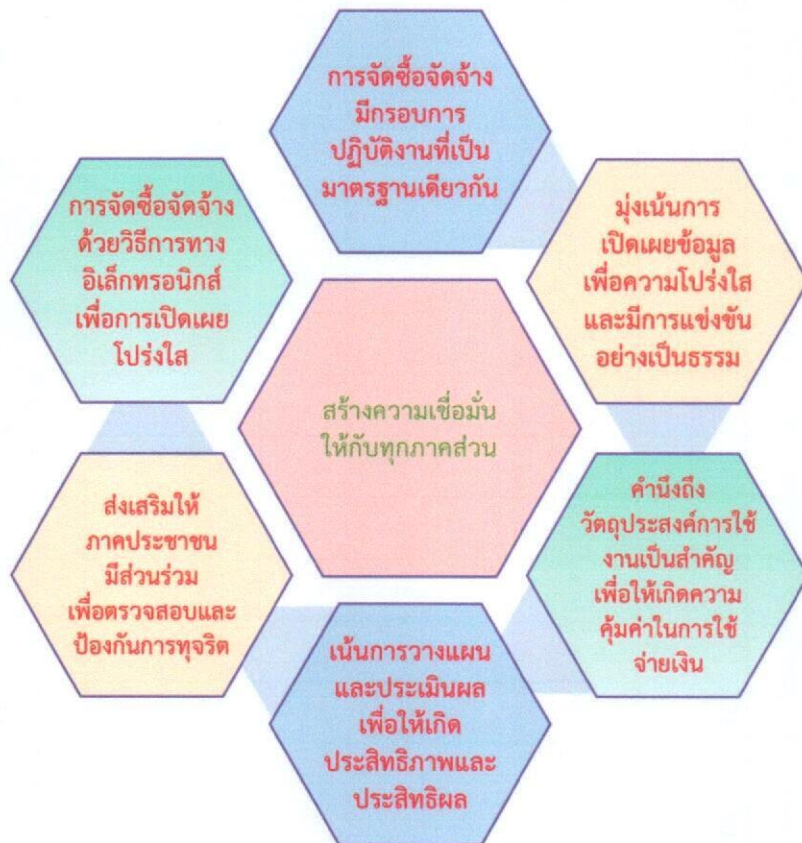 การจัดซื้อจัดจ้าง
มีกรอบการ
ปฏิบัติงานที่เป็น
มาตรฐานเดียวกัน
มุ่งเน้นการ
เปิดเผยข้อมูล
เพื่อความโปร่งใส
และมีการแข่งขัน
อย่างเป็นธรรม
คำนึงถึง
วัตถุประสงค์การใช้
งานเป็นสำคัญ
เพื่อให้เกิดความ
คุ้มค่าในการใช้
จ่ายเงิน
เน้นการวางแผน
และประเมินผล
เพื่อให้เกิด
ประสิทธิภาพและ
ประสิทธิผล
ส่งเสริมให้
ภาคประชาชน
มีส่วนร่วม
เพื่อตรวจสอบและ
ป้องกันการทุจริต
การจัดซื้อจัดจ้าง
ด้วยวิธีการทาง
อิเล็กทรอนิกส์
เพื่อการเปิดเผย
โปร่งใส
สร้างความเชื่อมั่น
ให้กับทุกภาคส่วน